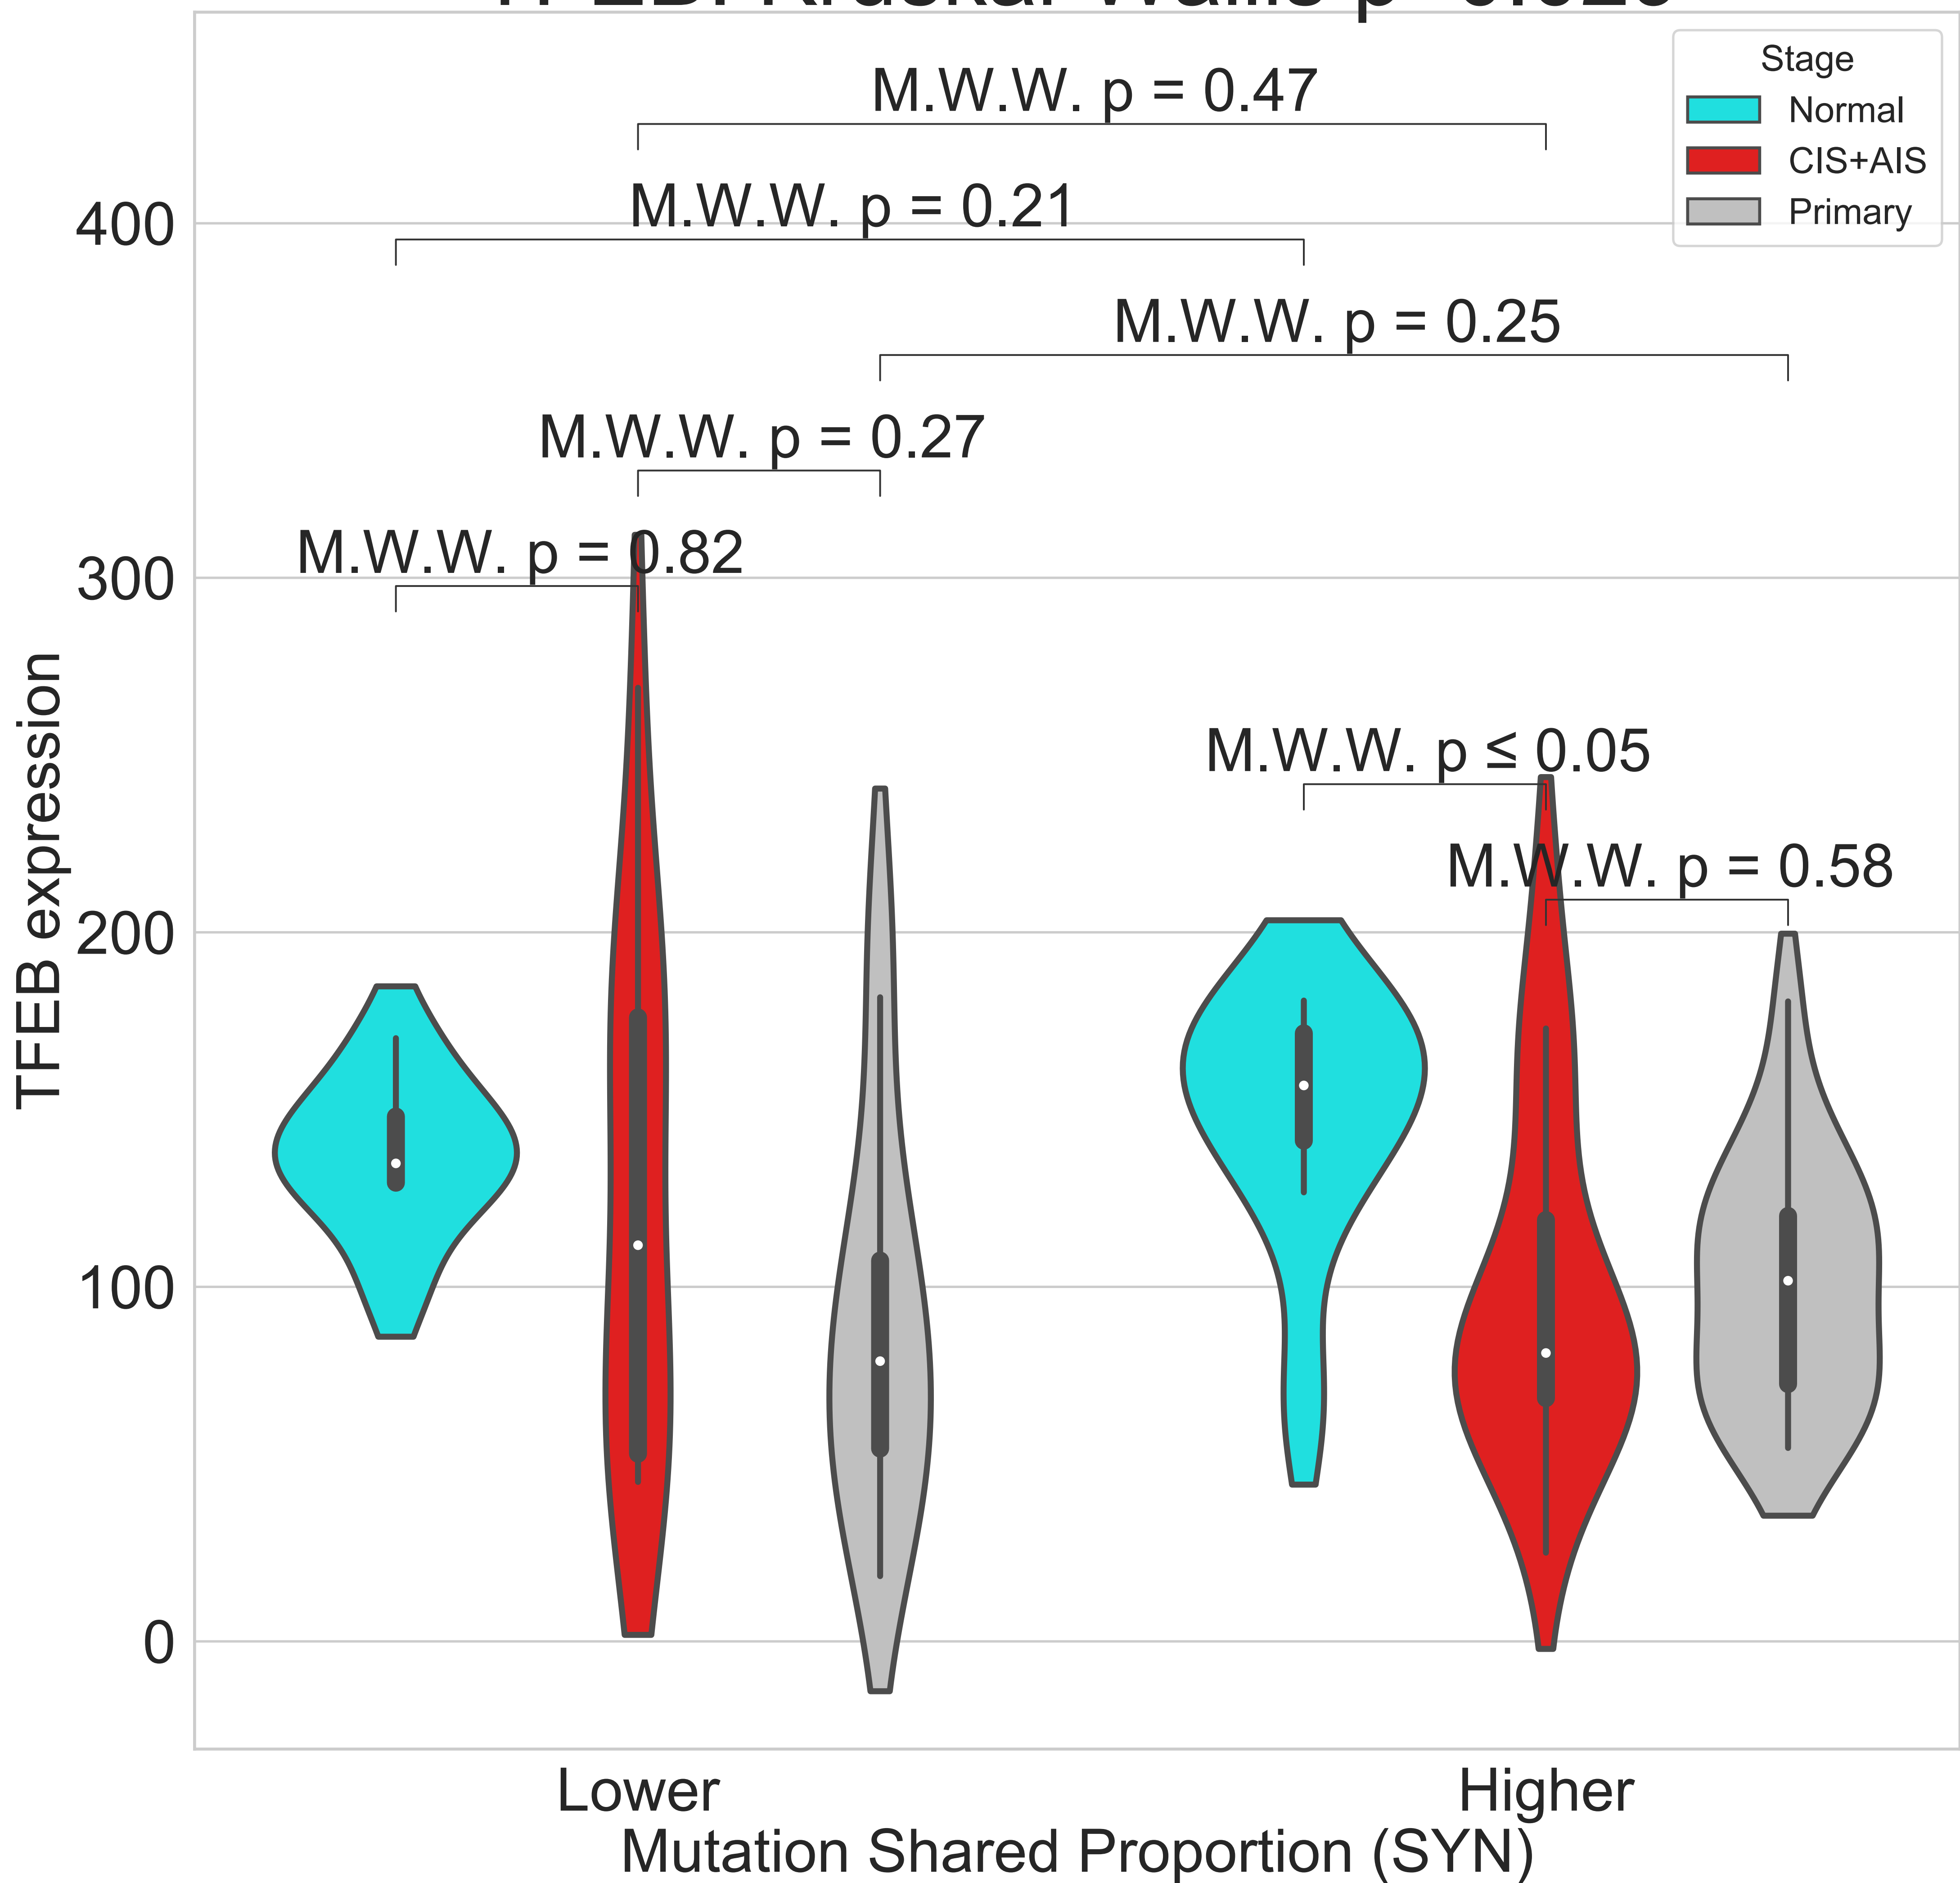 Stage
Normal
CIS+AIS
Primary
M.W.W. p = 0.47
M.W.W. p = 0.21
M.W.W. p = 0.25
M.W.W. p = 0.27
M.W.W. p = 0.82
M.W.W. p ≤ 0.05
M.W.W. p = 0.58
400
300
200
100
0
TFEB expression
Lower
Higher
Mutation Shared Proportion (SYN)